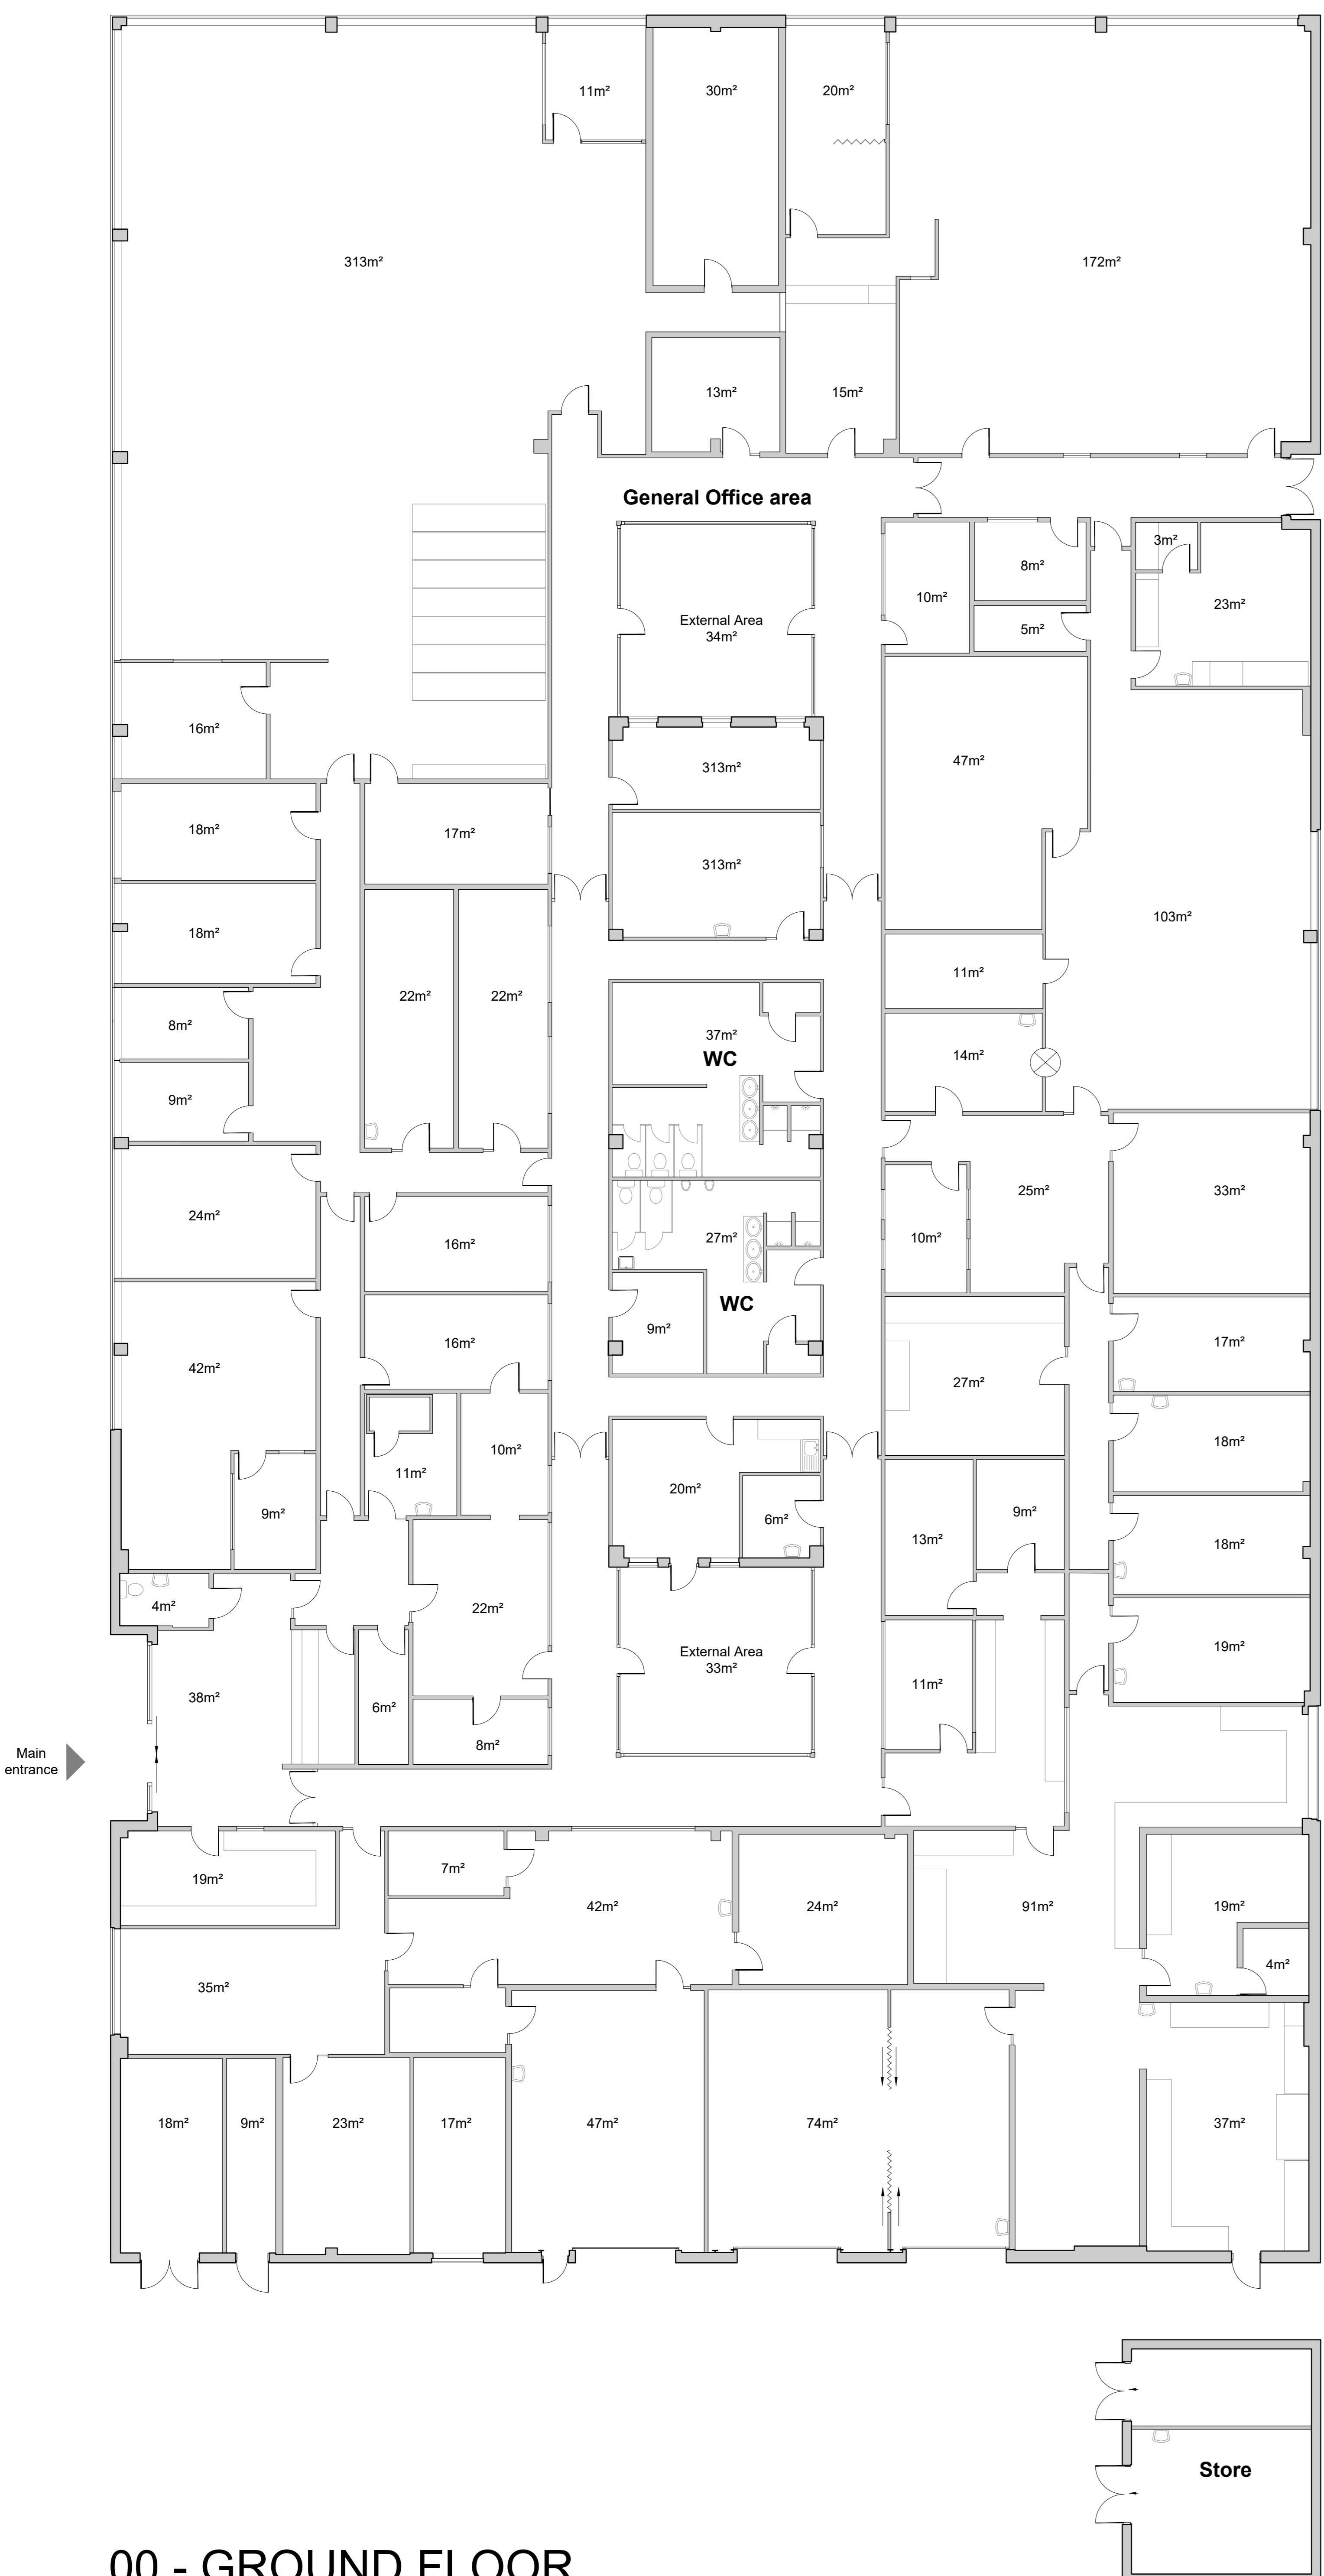 11m²
30m²
20m²
313m²
172m²
13m²
15m²
General Office area
3m²
8m²
10m²
23m²
5m²
External Area
34m²
16m²
313m²
47m²
18m²
17m²
313m²
103m²
18m²
11m²
22m²
22m²
8m²
37m²
WC
14m²
9m²
24m²
25m²
33m²
27m²
10m²
16m²
WC
9m²
16m²
17m²
42m²
27m²
10m²
18m²
11m²
20m²
9m²
6m²
9m²
13m²
18m²
4m²
22m²
External Area
33m²
19m²
11m²
38m²
6m²
8m²
Main
entrance
7m²
19m²
42m²
24m²
91m²
19m²
4m²
35m²
18m²
9m²
23m²
17m²
47m²
74m²
37m²
Store
00 - GROUND FLOOR